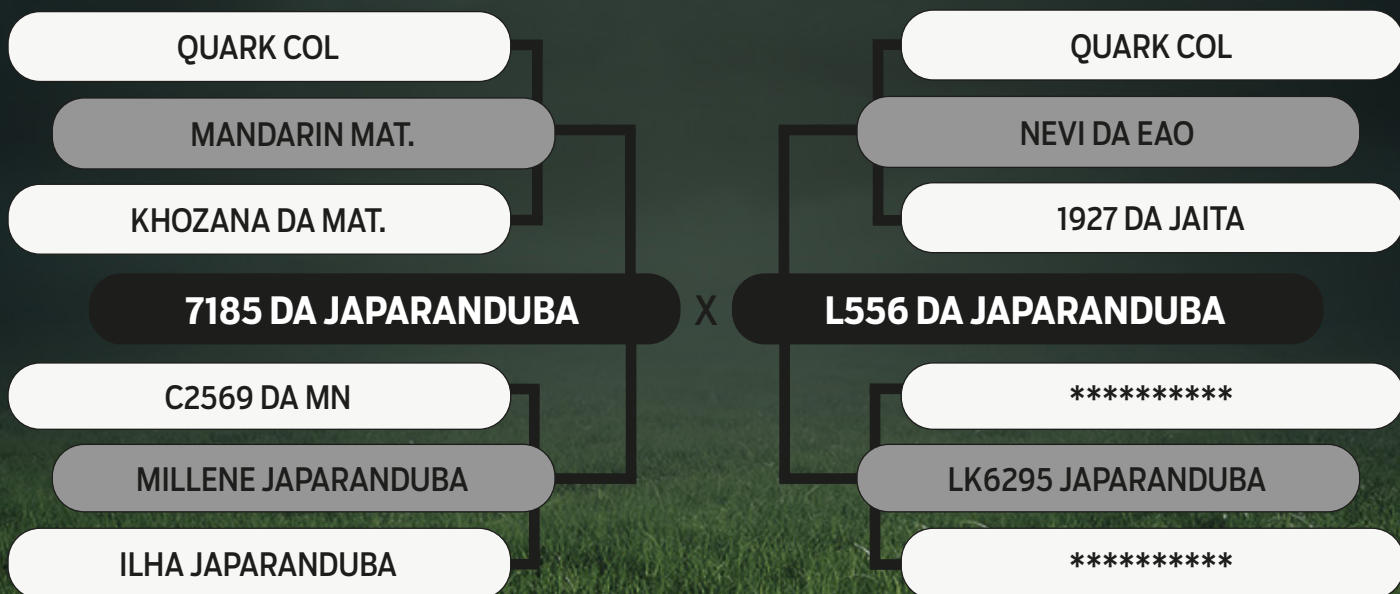 QUARK COL
MANDARIN MAT.
KHOZANA DA MAT.
7185 DA JAPARANDUBA
C2569 DA MN
MILLENE JAPARANDUBA
ILHA JAPARANDUBA
X
QUARK COL
NEVI DA EAO
1927 DA JAITA
L556 DA JAPARANDUBA
**********
LK6295 JAPARANDUBA
**********